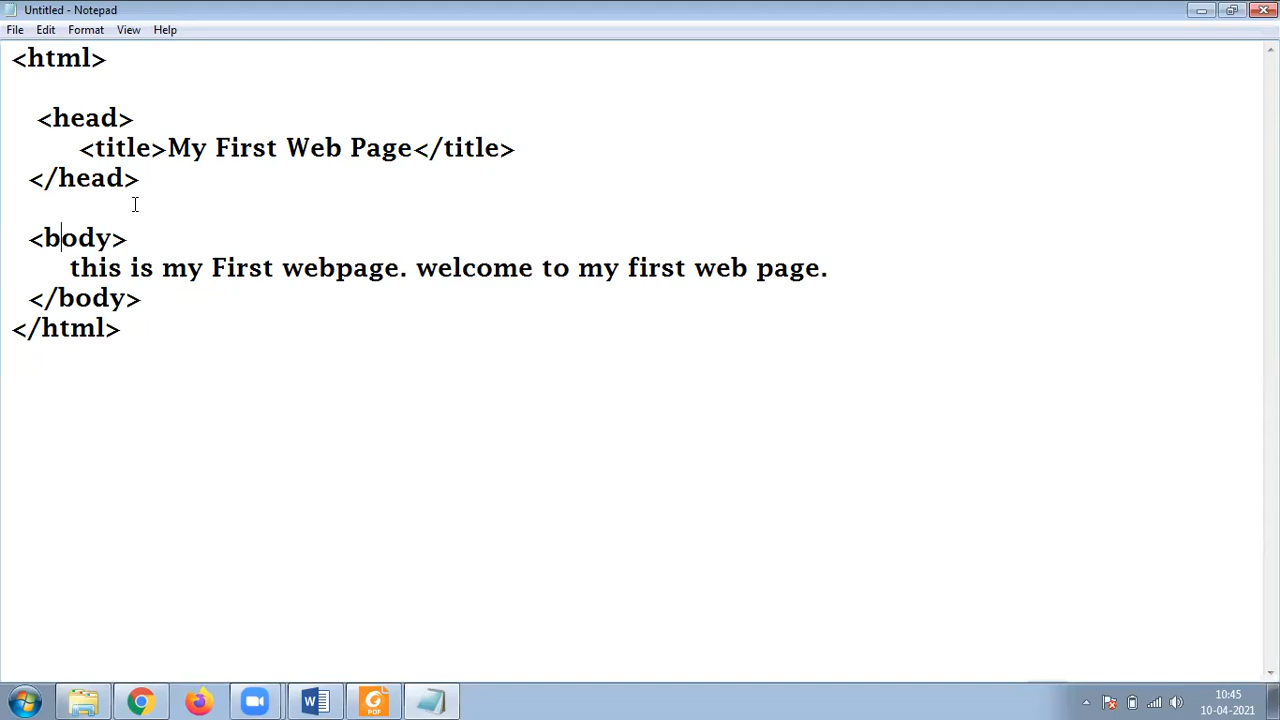 Untitled - Notepad
File Edit Format View Help
<html>
<head>
<title>My First Web Page</title>
</head>
<body>
this is my First webpage. welcome to my first web page.
</body>
</html>
W
PDF
10:45
10-04-2021